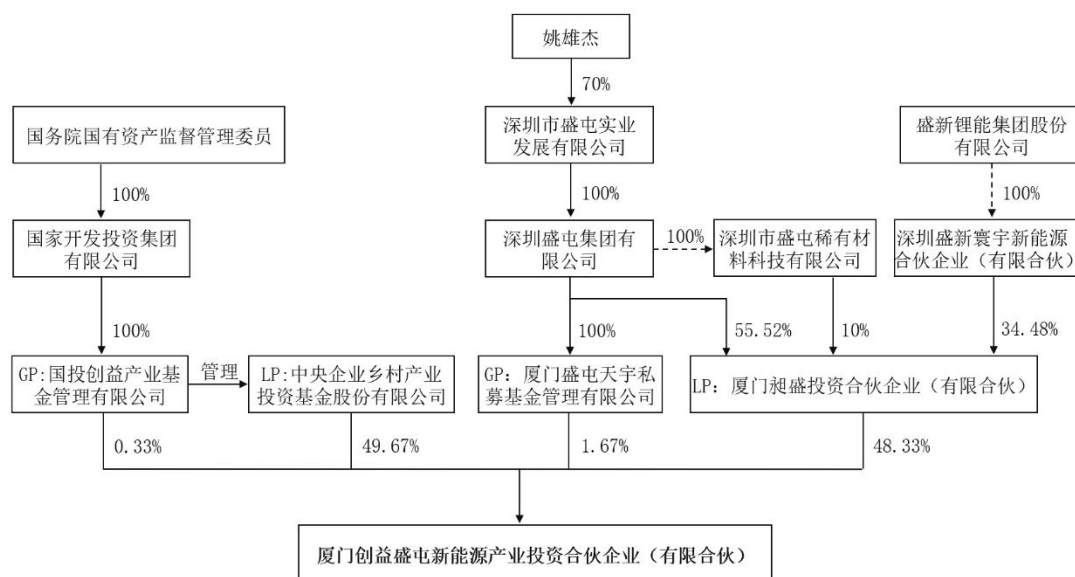 姚雄杰
70%
国务院国有资产监督管理委员
深圳市盛屯实业
发展有限公司
盛新锂能集团股份
有限公司
100%
100%
100%
国家开发投资集团
有限公司
深圳盛屯集团有
限公司
100%
深圳市盛屯稀有材
料科技有限公司
深圳盛新寰宇新能源
合伙企业（有限合伙）
100%
100%
55.52%
10%
34.48%
GP:国投创益产业基
金管理有限公司
管理
LP:中央企业乡村产业
投资基金股份有限公司
GP：厦门盛屯天宇私
募基金管理有限公司
LP：厦门昶盛投资合伙企业（有限合伙）
0.33%
49.67%
1.67%
48.33%
厦门创益盛屯新能源产业投资合伙企业（有限合伙）